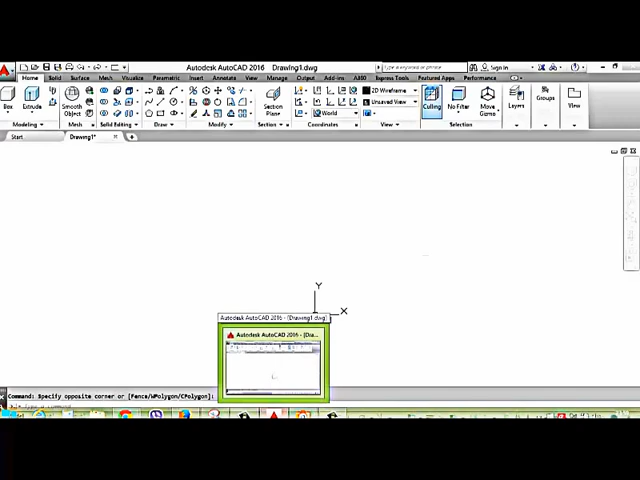 Autodesk AutoCAD 2016 Drawing1.dwg
Sign In
Home Solid Surface Mesh Visualize Parametric Insert Annotate View Manage Output Add-ins A360 Express Tools Featured Apps Performance
Box Extrude Smooth Object Section Plane World 2D Wireframe Unsaved View Culling No Filter Move Gizmo Layers Groups View
Modeling Mesh Solid Editing Draw Modify Section Coordinates View Selection
Start Drawing1*
Y
X
Autodesk AutoCAD 2016 - [Drawing1.dwg]
Autodesk AutoCAD 2016 - [Dra...
Command: Specify opposite corner or [Fence/WPolygon/CPolygon]: